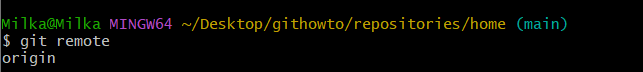 Milka@Milka MINGW64 ~/Desktop/githowto/repositories/home (main)
$ git remote
origin